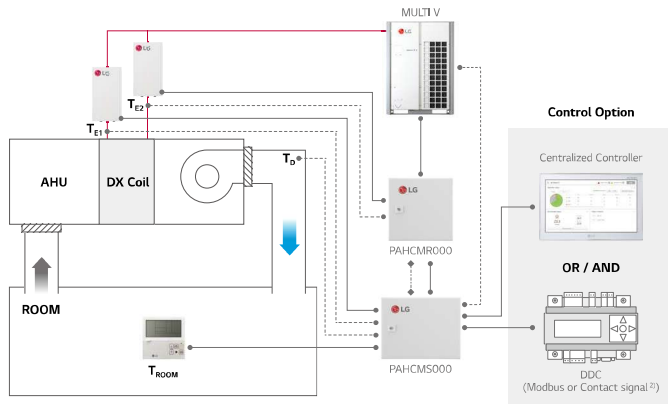 MULTI V
LG
LG
LG
TE2
TE1
Control Option
AHU
DX Coil
TD
LG
Centralized Controller
PAHCMR000
OR / AND
ROOM
LG
TROOM
PAHCMS000
DDC
(Modbus or Contact signal 2))